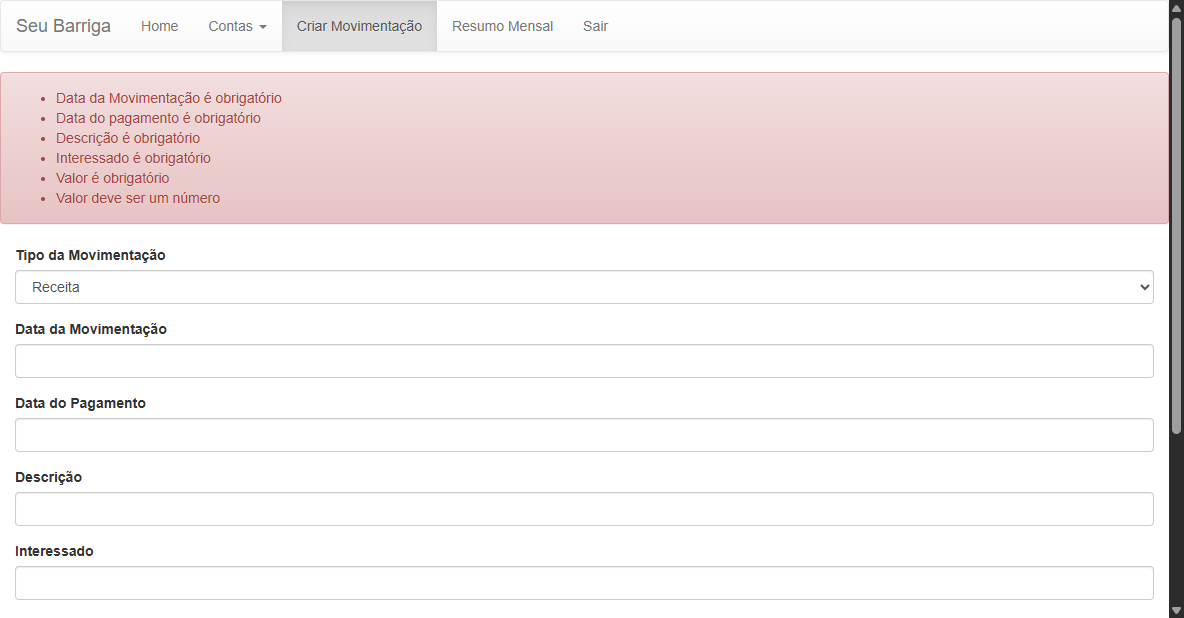 Seu Barriga Home Contas Criar Movimentação Resumo Mensal Sair
Data da Movimentação é obrigatório
Data do pagamento é obrigatório
Descrição é obrigatório
Interessado é obrigatório
Valor é obrigatório
Valor deve ser um número
Tipo da Movimentação
Receita
Data da Movimentação
Data do Pagamento
Descrição
Interessado